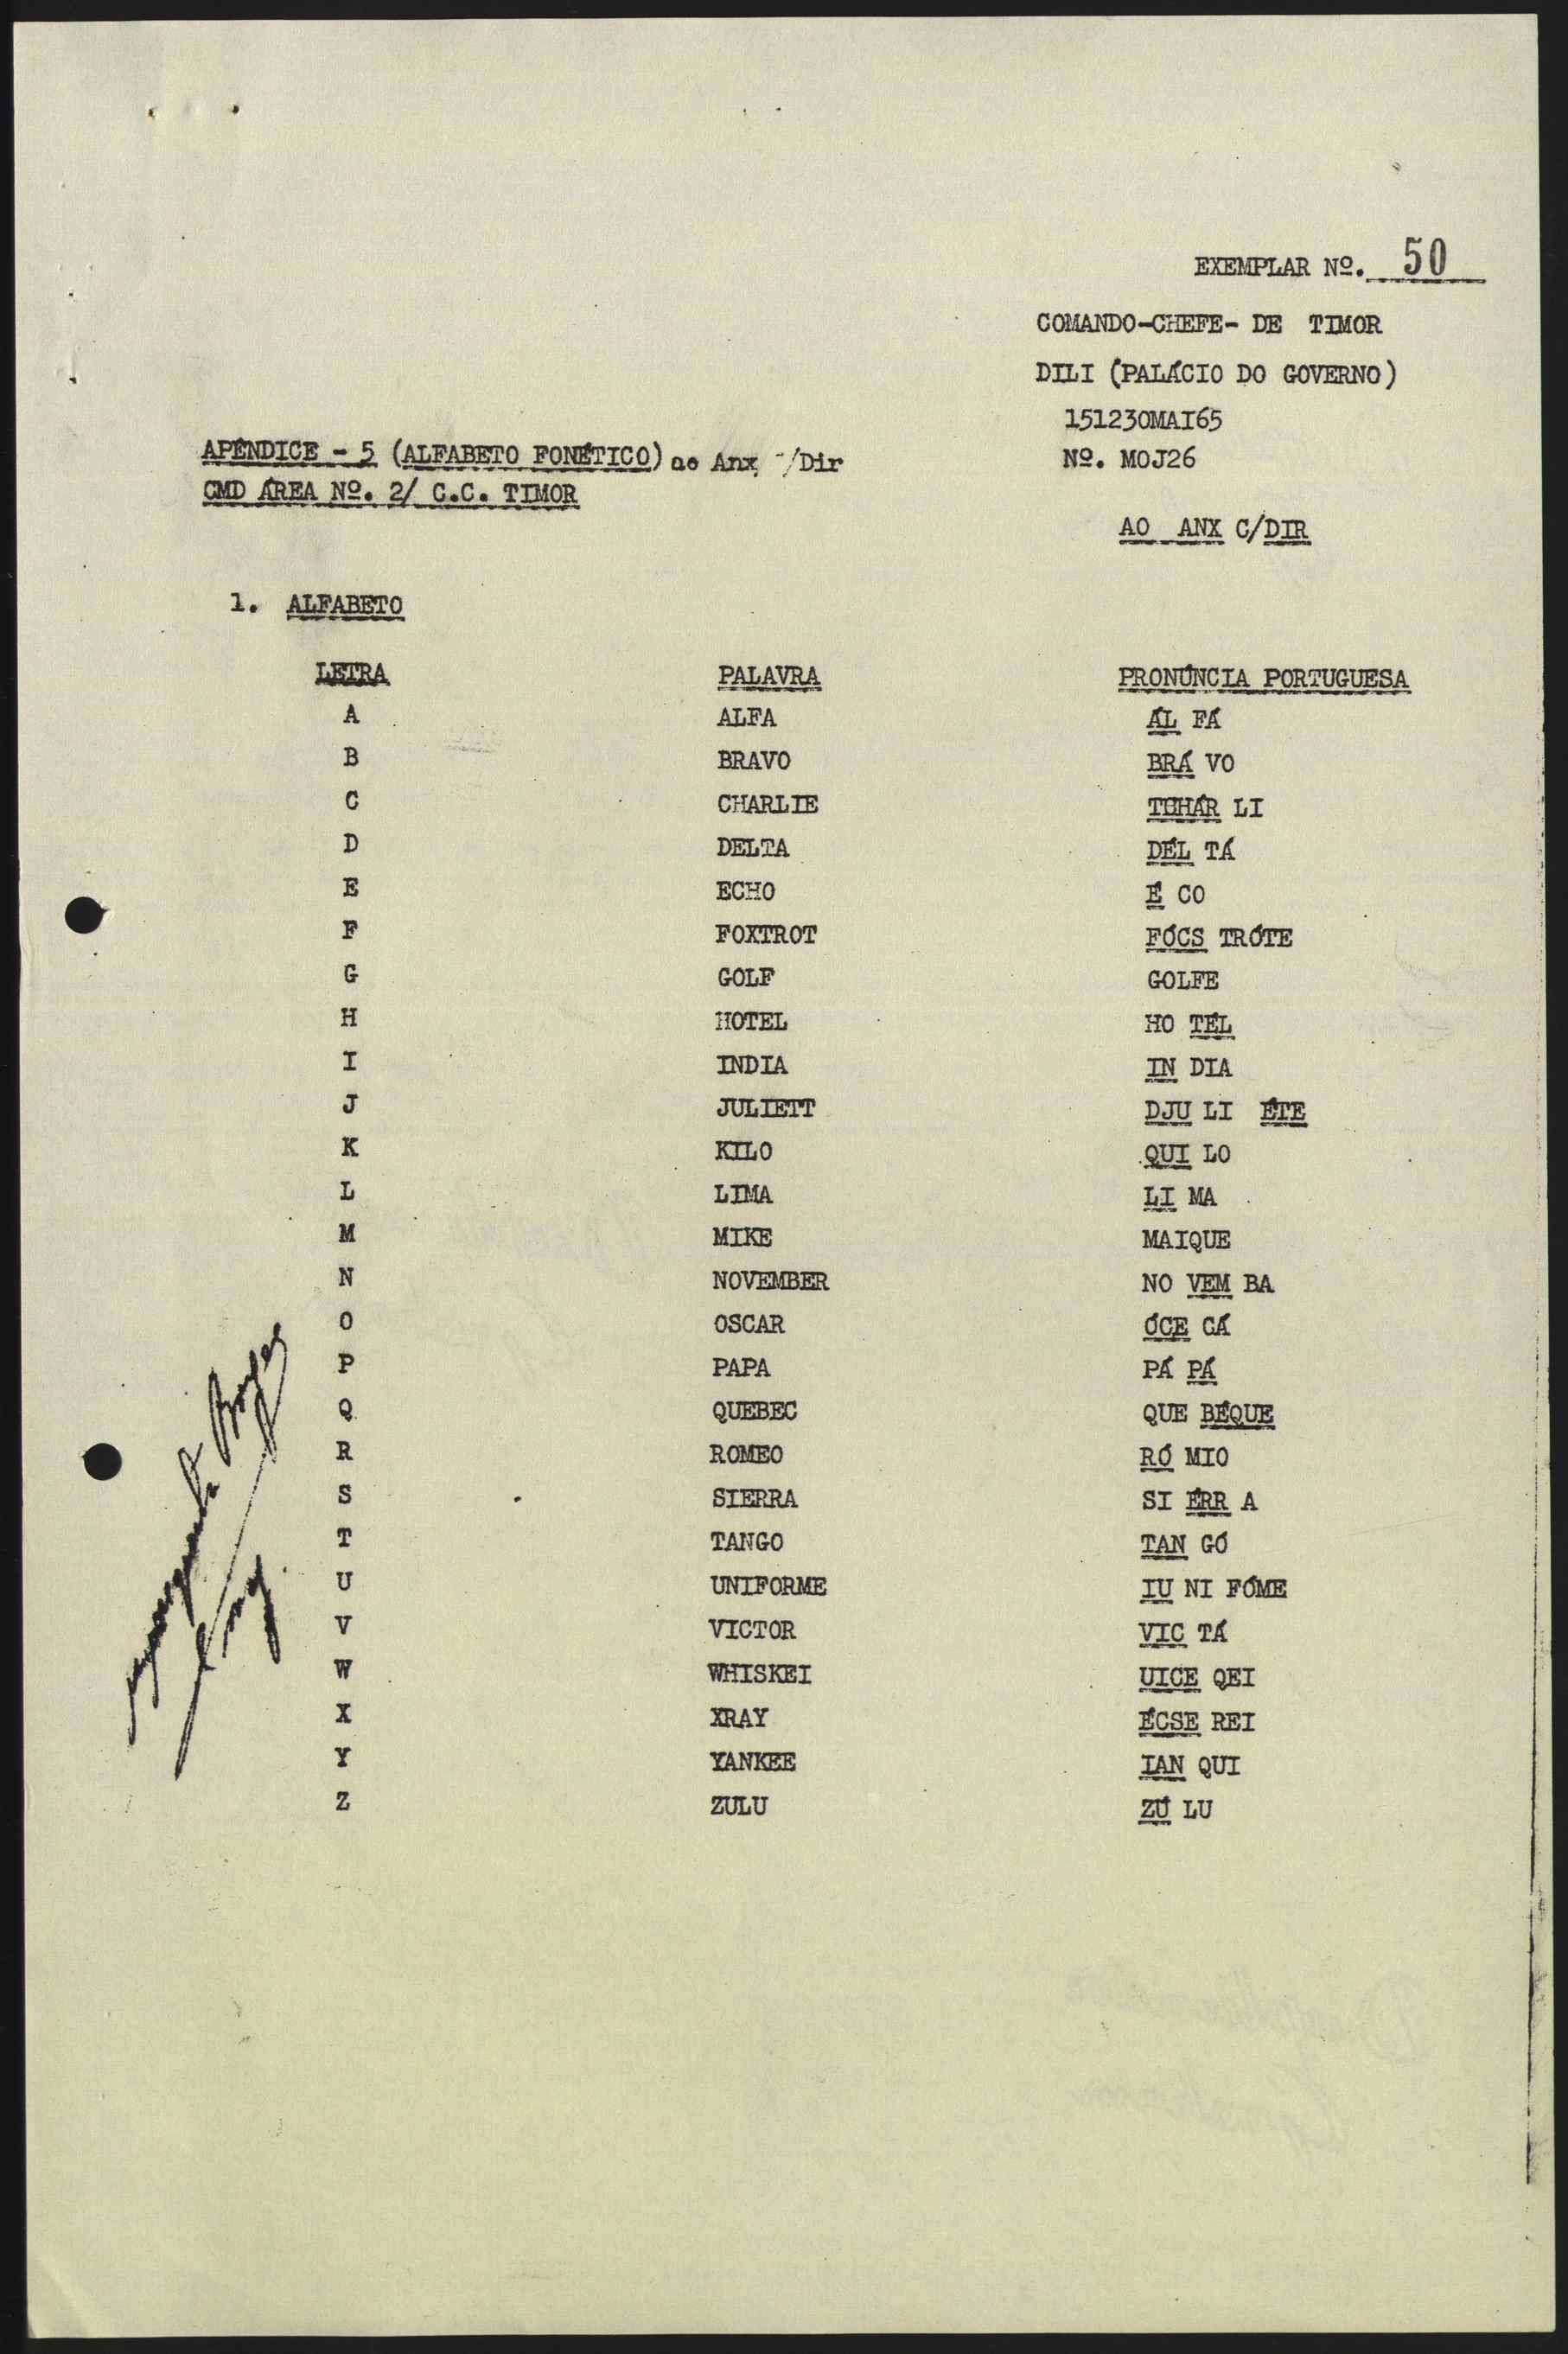 EXEMPLAR Nº. 50
COMANDO-CHEFE- DE TIMOR
DILI (PALÁCIO DO GOVERNO)
151230MAI65
Nº. MOJ26
APÊNDICE - 5 (ALFABETO FONÉTICO) ao Anx /Dir
CMD ÁREA Nº. 2/ C.C. TIMOR
AO ANX C/DIR
1. ALFABETO
LETRA PALAVRA PRONÚNCIA PORTUGUESA
A ALFA ÁL FÁ
B BRAVO BRÁ VO
C CHARLIE TCHÁR LI
D DELTA DÉL TÁ
E ECHO É CO
F FOXTROT FÓCS TRÓTE
G GOLF GOLFE
H HOTEL HO TÉL
I INDIA IN DIA
J JULIETT DJU LI ÉTE
K KILO QUI LO
L LIMA LI MA
M MIKE MAIQUE
N NOVEMBER NO VEM BA
O OSCAR ÓCE CÁ
P PAPA PÁ PÁ
Q QUEBEC QUE BÉQUE
R ROMEO RÓ MIO
S SIERRA SI ÉRR A
T TANGO TAN GÓ
U UNIFORME IU NI FÓME
V VICTOR VIC TÁ
W WHISKEI UICE QEI
X XRAY ÉCSE REI
Y YANKEE IAN QUI
Z ZULU ZÚ LU